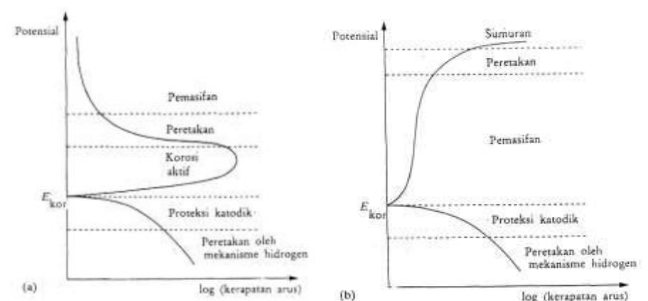 Potensial
Pemasifan
Peretakan
Korosi
aktif
E kor
Proteksi katodik
Peretakan oleh
mekanisme hidrogen
(a)
log (kerapatan arus)
Potensial
Sumuran
Peretakan
Pemasifan
E kor
Proteksi katodik
Peretakan oleh
mekanisme hidrogen
(b)
log (kerapatan arus)